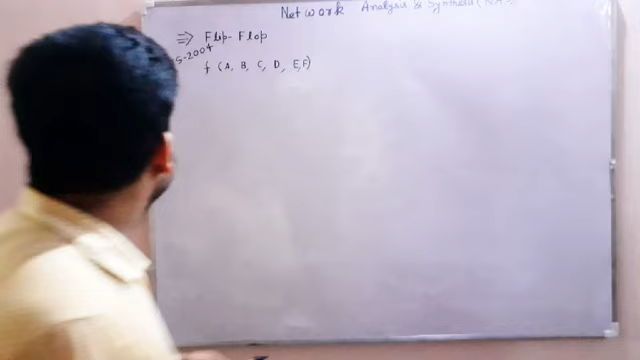 Network Analysis & Synthesis (NAS)
⇒ Flip-Flop
S-2004
f (A, B, C, D, E, F)